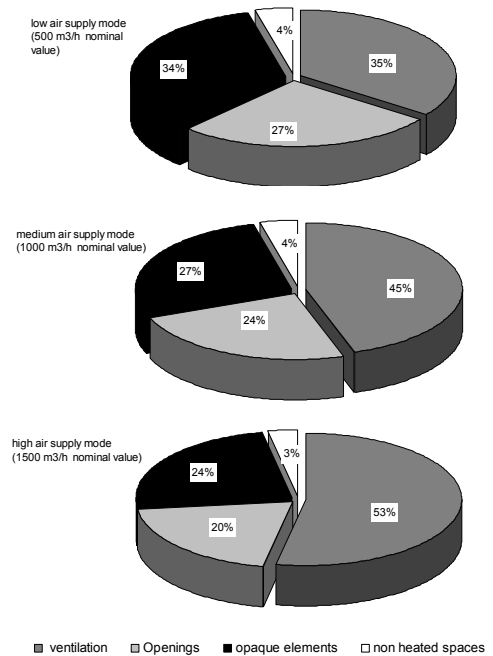 low air supply mode
(500 m3/h nominal
value)
4%
35%
34%
27%
medium air supply mode
(1000 m3/h nominal value)
4%
27%
45%
24%
high air supply mode
(1500 m3/h nominal value)
3%
24%
53%
20%
ventilation Openings opaque elements non heated spaces